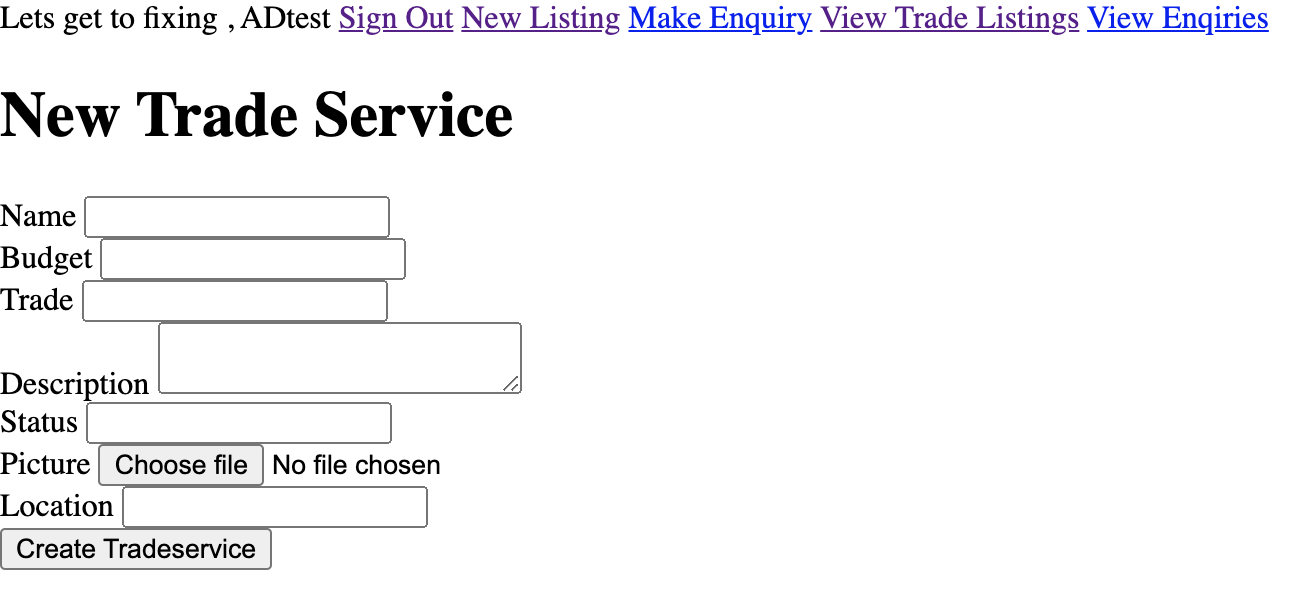 Lets get to fixing , ADtest Sign Out New Listing Make Enquiry View Trade Listings View Enqiries
New Trade Service
Name
Budget
Trade
Description
Status
Picture Choose file No file chosen
Location
Create Tradeservice